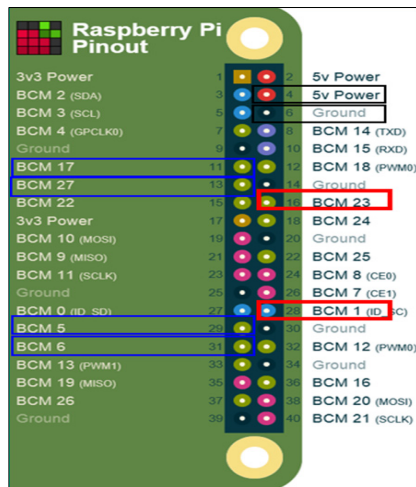 Raspberry Pi
Pinout
3v3 Power 1 2 5v Power
BCM 2 (SDA) 3 4 5v Power
BCM 3 (SCL) 5 6 Ground
BCM 4 (GPCLK0) 7 8 BCM 14 (TXD)
Ground 9 10 BCM 15 (RXD)
BCM 17 11 12 BCM 18 (PWM0)
BCM 27 13 14 Ground
BCM 22 15 16 BCM 23
3v3 Power 17 18 BCM 24
BCM 10 (MOSI) 19 20 Ground
BCM 9 (MISO) 21 22 BCM 25
BCM 11 (SCLK) 23 24 BCM 8 (CE0)
Ground 25 26 BCM 7 (CE1)
BCM 0 (ID_SD) 27 28 BCM 1 (ID_SC)
BCM 5 29 30 Ground
BCM 6 31 32 BCM 12 (PWM0)
BCM 13 (PWM1) 33 34 Ground
BCM 19 (MISO) 35 36 BCM 16
BCM 26 37 38 BCM 20 (MOSI)
Ground 39 40 BCM 21 (SCLK)